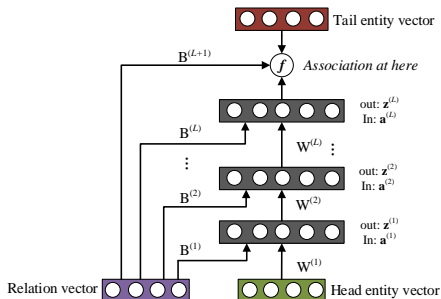 Tail entity vector
B^(L+1)
f Association at here
out: z^(L)
In: a^(L)
B^(L)
W^(L) ⋮
⋮
out: z^(2)
In: a^(2)
B^(2)
W^(2)
out: z^(1)
In: a^(1)
B^(1)
W^(1)
Relation vector
Head entity vector